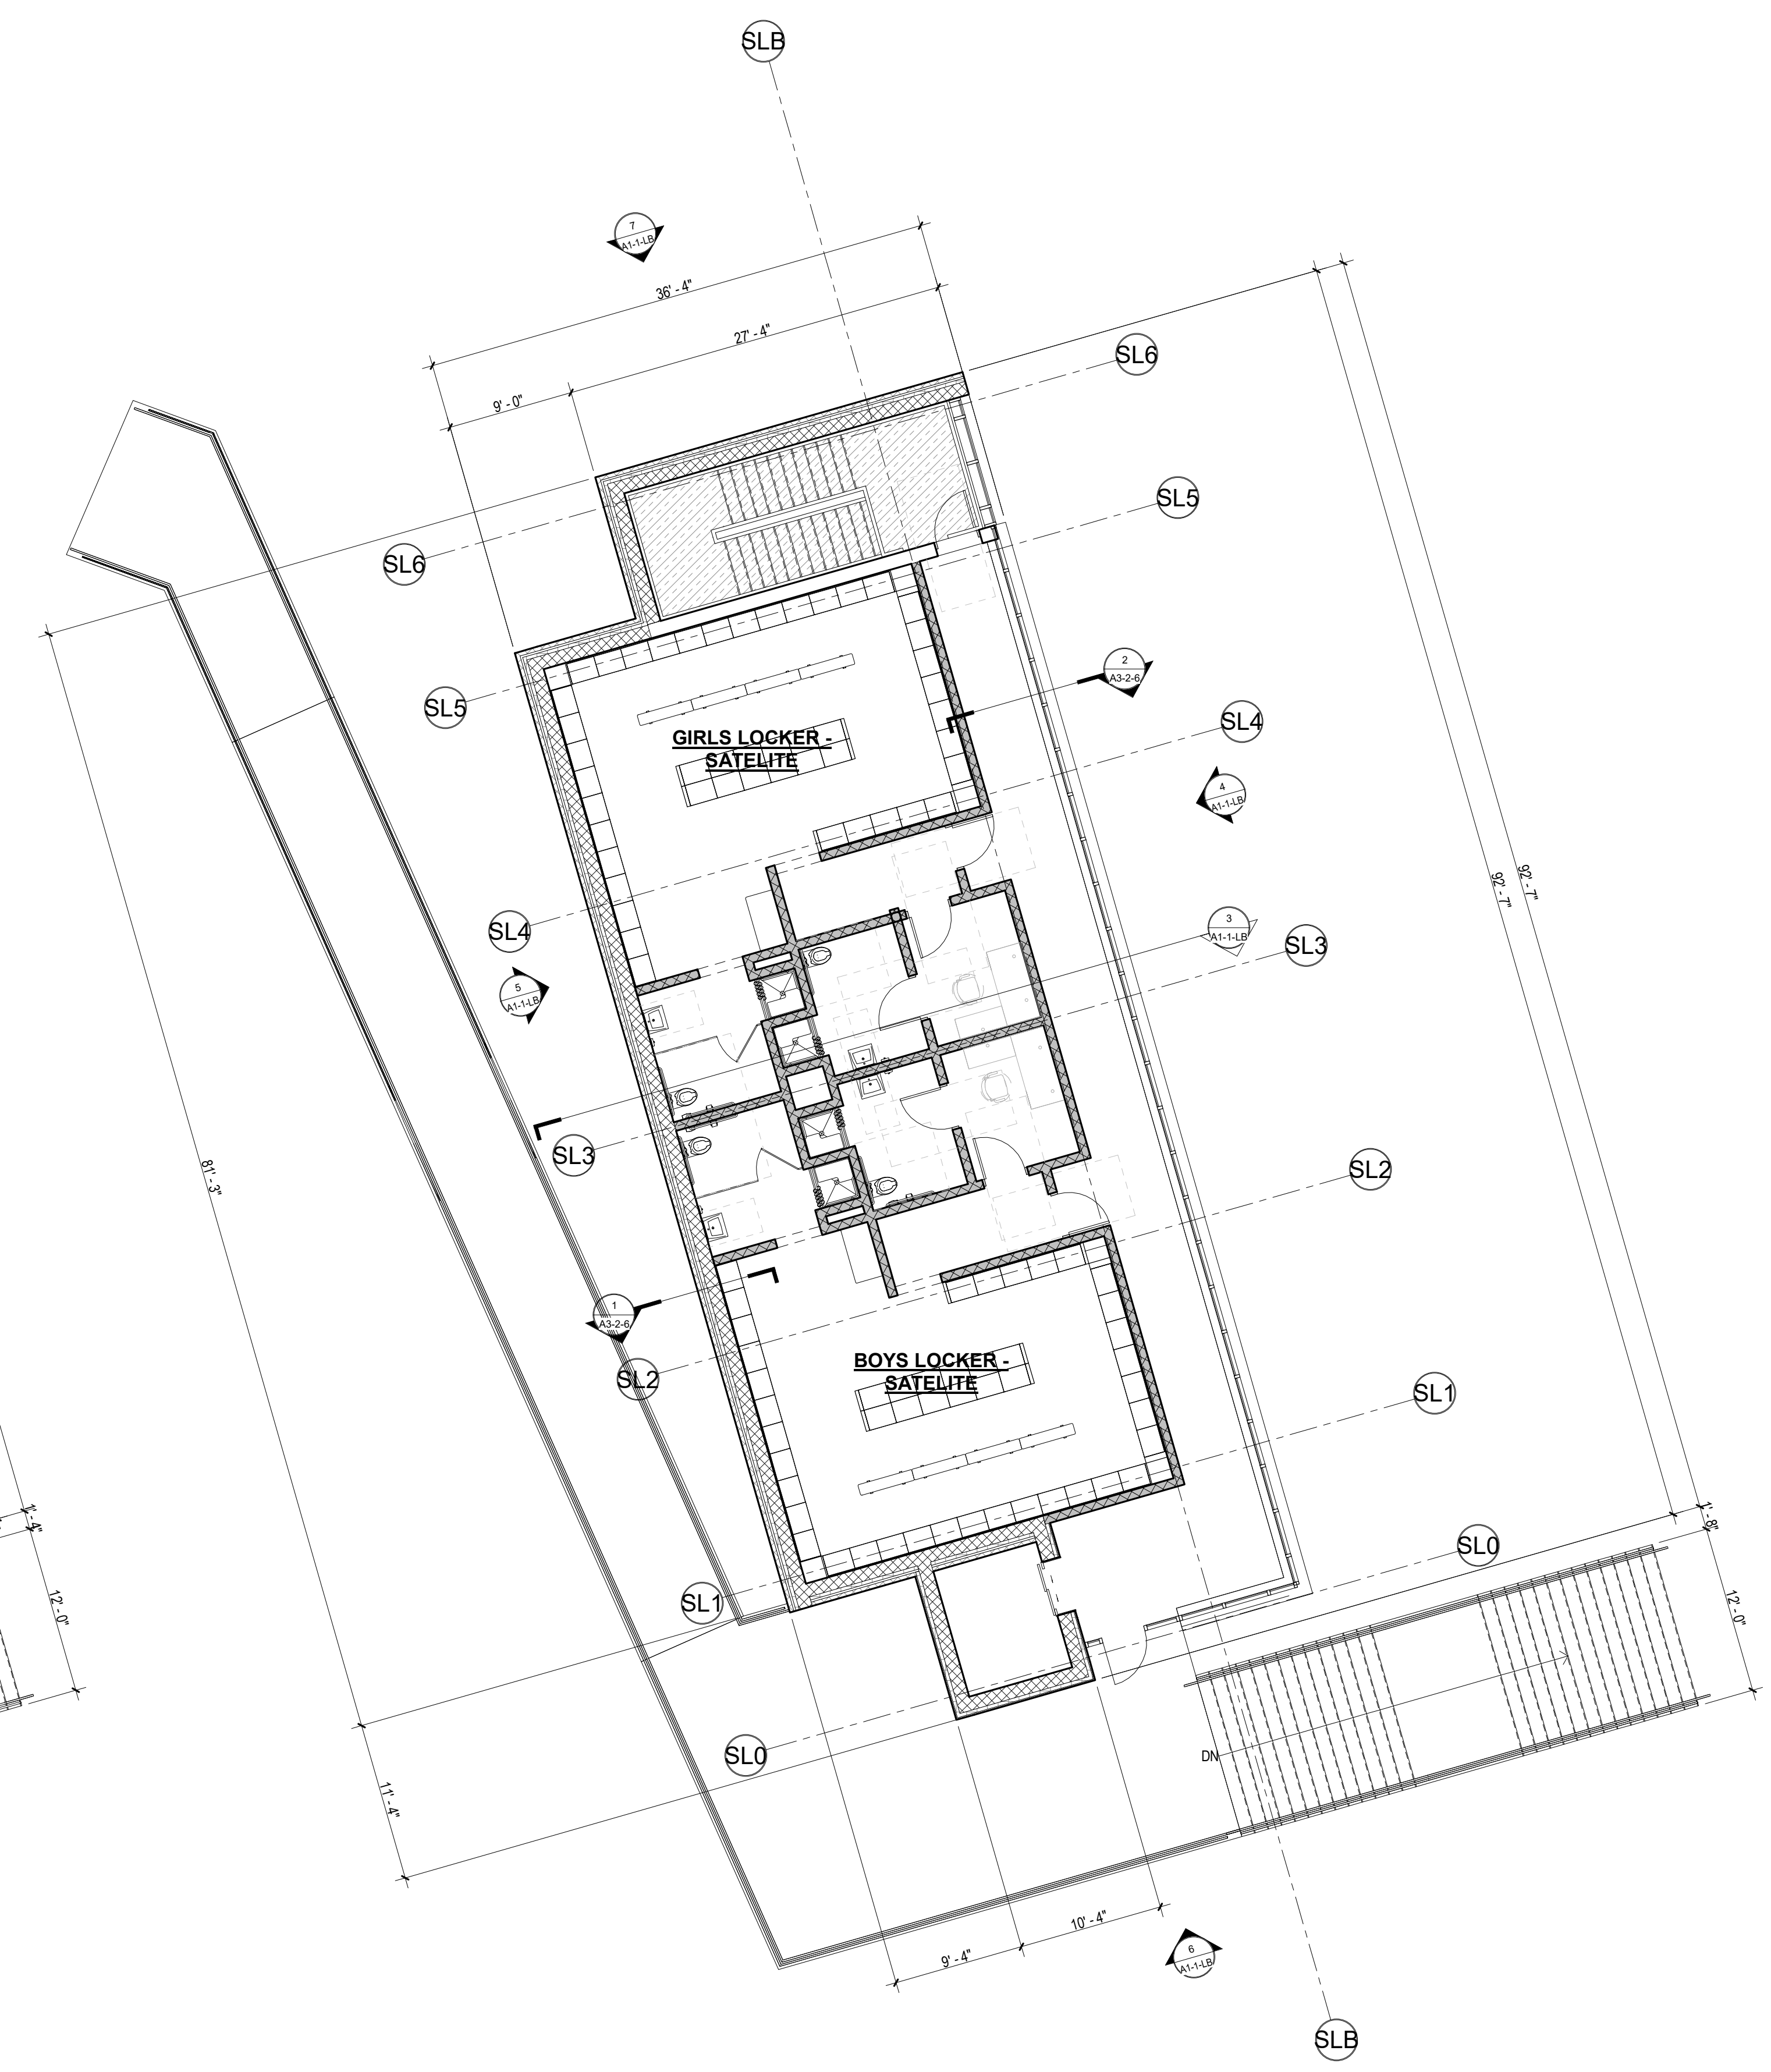 SLB
7
A1-1-LB
36' - 4"
27' - 4"
9' - 0"
SL6
SL6
SL5
SL5
2
A3-2-6
GIRLS LOCKER -
SATELITE
SL4
4
A1-1-LB
92' - 7"
92' - 7"
SL4
3
A1-1-LB
SL3
5
A1-1-LB
SL3
81' - 3"
SL2
1
A3-2-6
SL2
BOYS LOCKER -
SATELITE
SL1
SL1
1' - 4"
1' - 8"
SL0
12' - 0"
12' - 0"
SL0
DN
11' - 4"
10' - 4"
9' - 4"
6
A1-1-LB
SLB